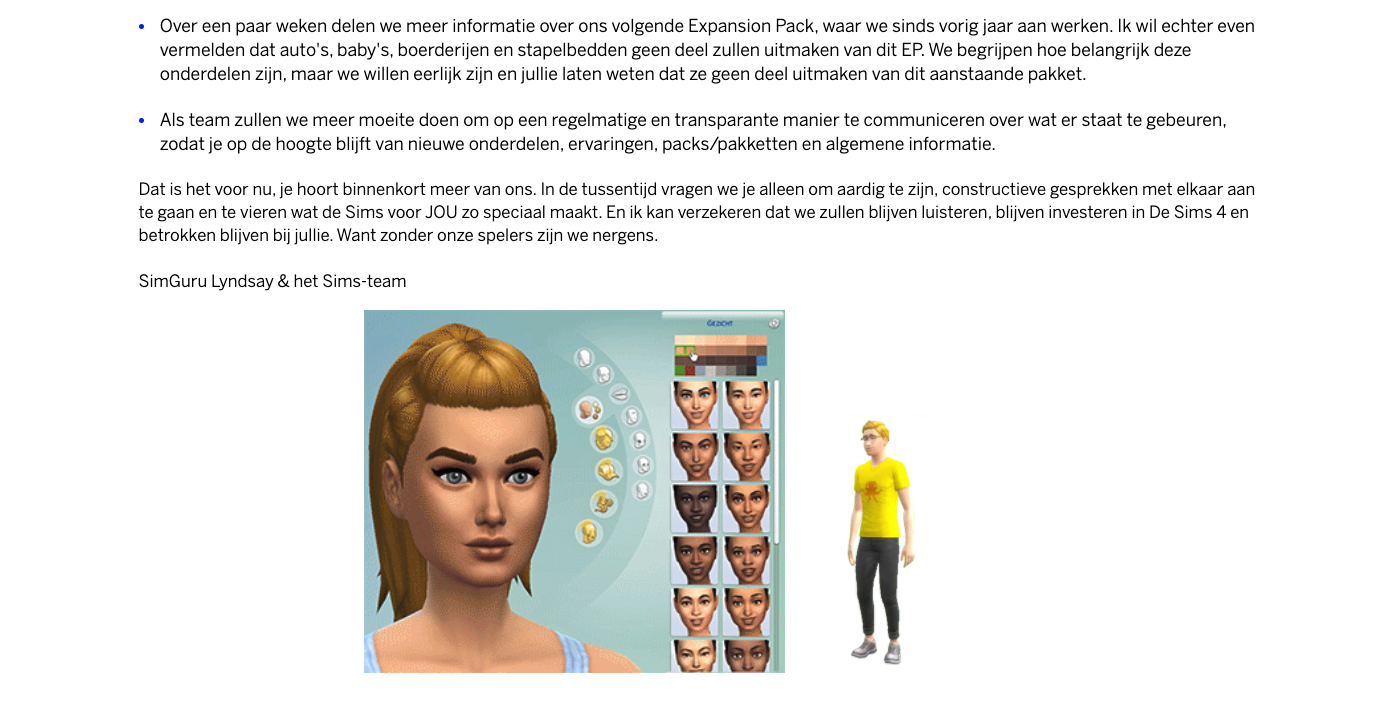 Over een paar weken delen we meer informatie over ons volgende Expansion Pack, waar we sinds vorig jaar aan werken. Ik wil echter even
vermelden dat auto's, baby's, boerderijen en stapelbedden geen deel zullen uitmaken van dit EP. We begrijpen hoe belangrijk deze
onderdelen zijn, maar we willen eerlijk zijn en jullie laten weten dat ze geen deel uitmaken van dit aanstaande pakket.
Als team zullen we meer moeite doen om op een regelmatige en transparante manier te communiceren over wat er staat te gebeuren,
zodat je op de hoogte blijft van nieuwe onderdelen, ervaringen, packs/pakketten en algemene informatie.
Dat is het voor nu, je hoort binnenkort meer van ons. In de tussentijd vragen we je alleen om aardig te zijn, constructieve gesprekken met elkaar aan
te gaan en te vieren wat de Sims voor JOU zo speciaal maakt. En ik kan verzekeren dat we zullen blijven luisteren, blijven investeren in De Sims 4 en
betrokken blijven bij jullie. Want zonder onze spelers zijn we nergens.
SimGuru Lyndsay & het Sims-team
Gezicht